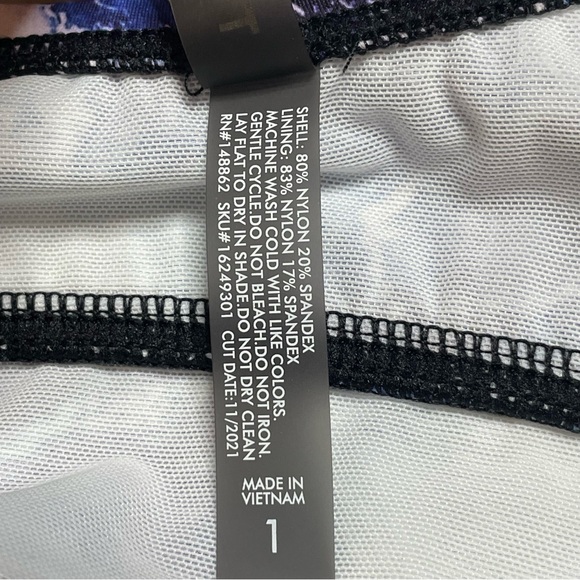 SHELL: 80% NYLON 20% SPANDEX
LINING: 83% NYLON 17% SPANDEX
MACHINE WASH COLD WITH LIKE COLORS.
GENTLE CYCLE.DO NOT BLEACH.DO NOT IRON.
LAY FLAT TO DRY IN SHADE.DO NOT DRY CLEAN
RN#148862 SKU#16249301 CUT DATE:11/2021
MADE IN
VIETNAM
1